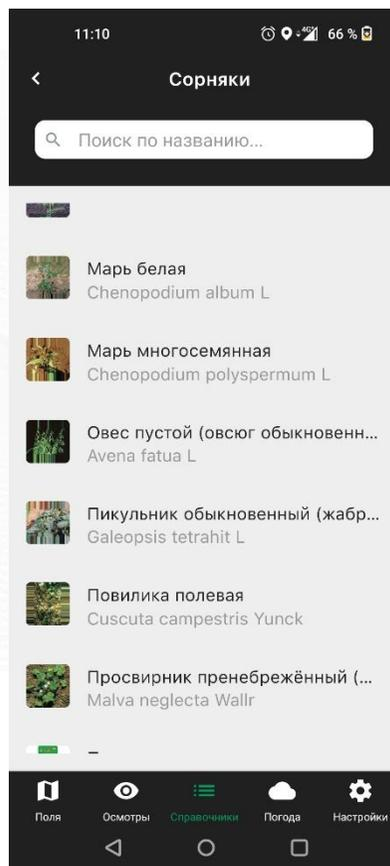 11:10
4G
66 %
Сорняки
Поиск по названию...
Марь белая
Chenopodium album L
Марь многосемянная
Chenopodium polyspermum L
Овес пустой (овсюг обыкновенн...
Avena fatua L
Пикульник обыкновенный (жабр...
Galeopsis tetrahit L
Повилика полевая
Cuscuta campestris Yunck
Просвирник пренебрежённый (...
Malva neglecta Wallr
Поля Осмотры Справочники Погода Настройки